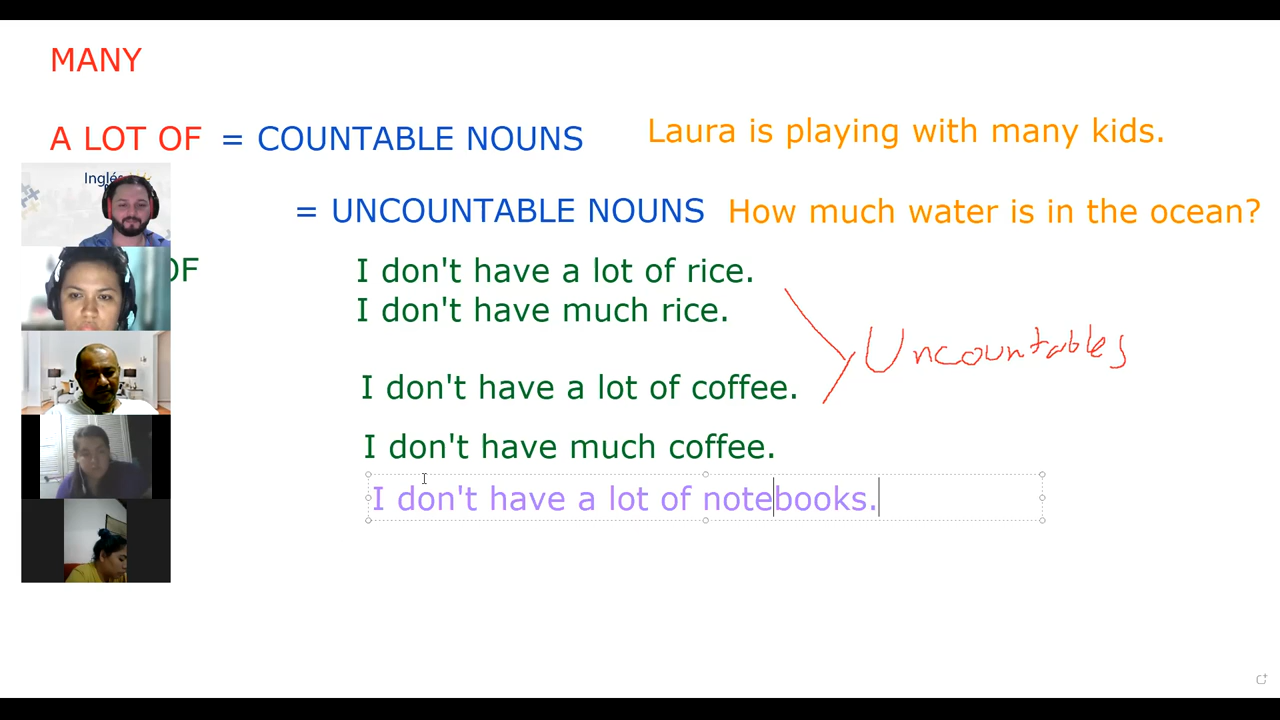 MANY
A LOT OF = COUNTABLE NOUNS
Laura is playing with many kids.
Inglés
= UNCOUNTABLE NOUNS
How much water is in the ocean?
OF
I don't have a lot of rice.
I don't have much rice.
Uncountables
I don't have a lot of coffee.
I don't have much coffee.
I don't have a lot of notebooks.